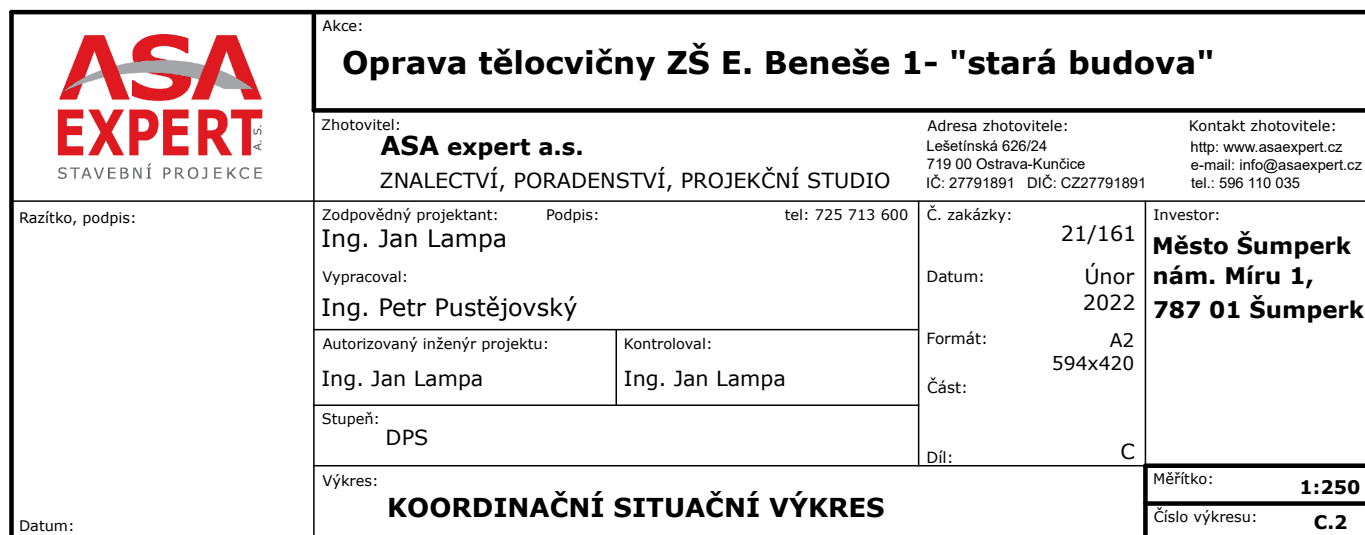 ASA
EXPERT A. S.
STAVEBNÍ PROJEKCE
Akce:
Oprava tělocvičny ZŠ E. Beneše 1- "stará budova"
Zhotovitel:
ASA expert a.s.
ZNALECTVÍ, PORADENSTVÍ, PROJEKČNÍ STUDIO
Adresa zhotovitele:
Lešetínská 626/24
719 00 Ostrava-Kunčice
IČ: 27791891 DIČ: CZ27791891
Kontakt zhotovitele:
http: www.asaexpert.cz
e-mail: info@asaexpert.cz
tel.: 596 110 035
Razítko, podpis:
Datum:
Zodpovědný projektant: Podpis: tel: 725 713 600
Ing. Jan Lampa
Vypracoval:
Ing. Petr Pustějovský
Autorizovaný inženýr projektu:
Ing. Jan Lampa
Kontroloval:
Ing. Jan Lampa
Stupeň:
DPS
Č. zakázky:
21/161
Datum: Únor
2022
Formát: A2
594x420
Část:
Díl: C
Investor:
Město Šumperk
nám. Míru 1,
787 01 Šumperk
Výkres:
KOORDINAČNÍ SITUAČNÍ VÝKRES
Měřítko: 1:250
Číslo výkresu: C.2